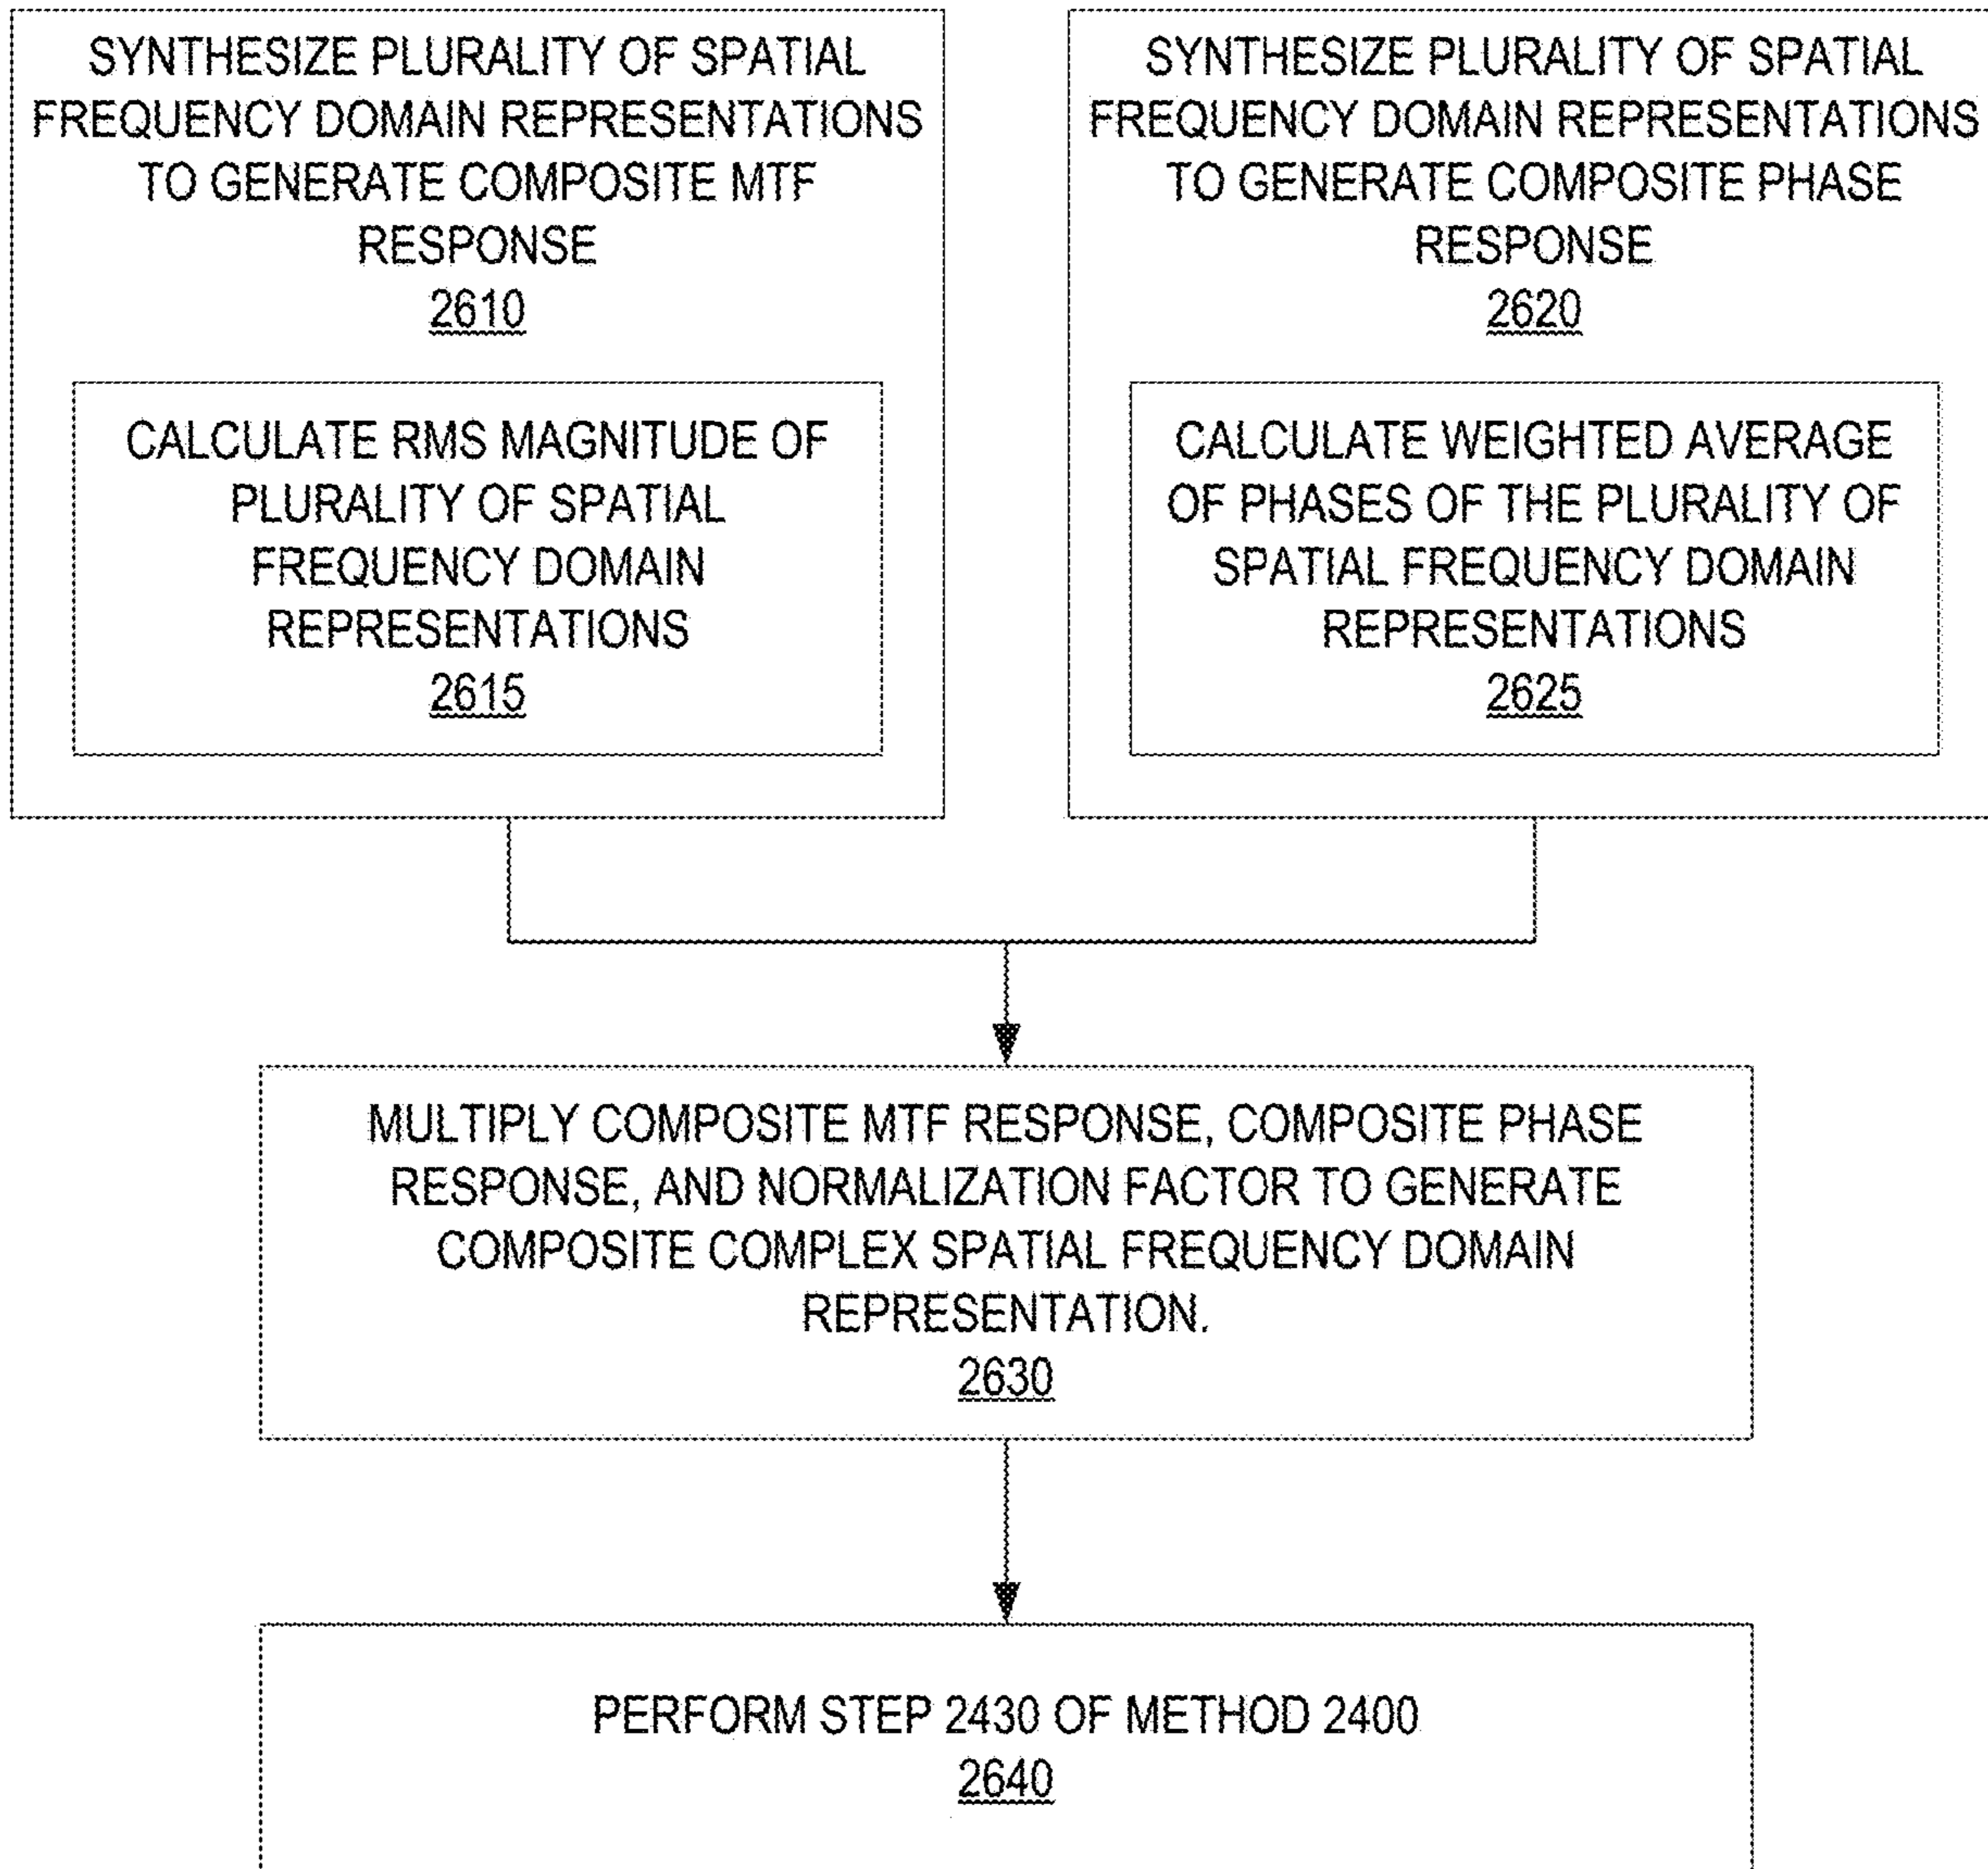 SYNTHESIZE PLURALITY OF SPATIAL
FREQUENCY DOMAIN REPRESENTATIONS
TO GENERATE COMPOSITE MTF
RESPONSE
2610
CALCULATE RMS MAGNITUDE OF
PLURALITY OF SPATIAL
FREQUENCY DOMAIN
REPRESENTATIONS
2615
SYNTHESIZE PLURALITY OF SPATIAL
FREQUENCY DOMAIN REPRESENTATIONS
TO GENERATE COMPOSITE PHASE
RESPONSE
2620
CALCULATE WEIGHTED AVERAGE
OF PHASES OF THE PLURALITY OF
SPATIAL FREQUENCY DOMAIN
REPRESENTATIONS
2625
MULTIPLY COMPOSITE MTF RESPONSE, COMPOSITE PHASE
RESPONSE, AND NORMALIZATION FACTOR TO GENERATE
COMPOSITE COMPLEX SPATIAL FREQUENCY DOMAIN
REPRESENTATION.
2630
PERFORM STEP 2430 OF METHOD 2400
2640